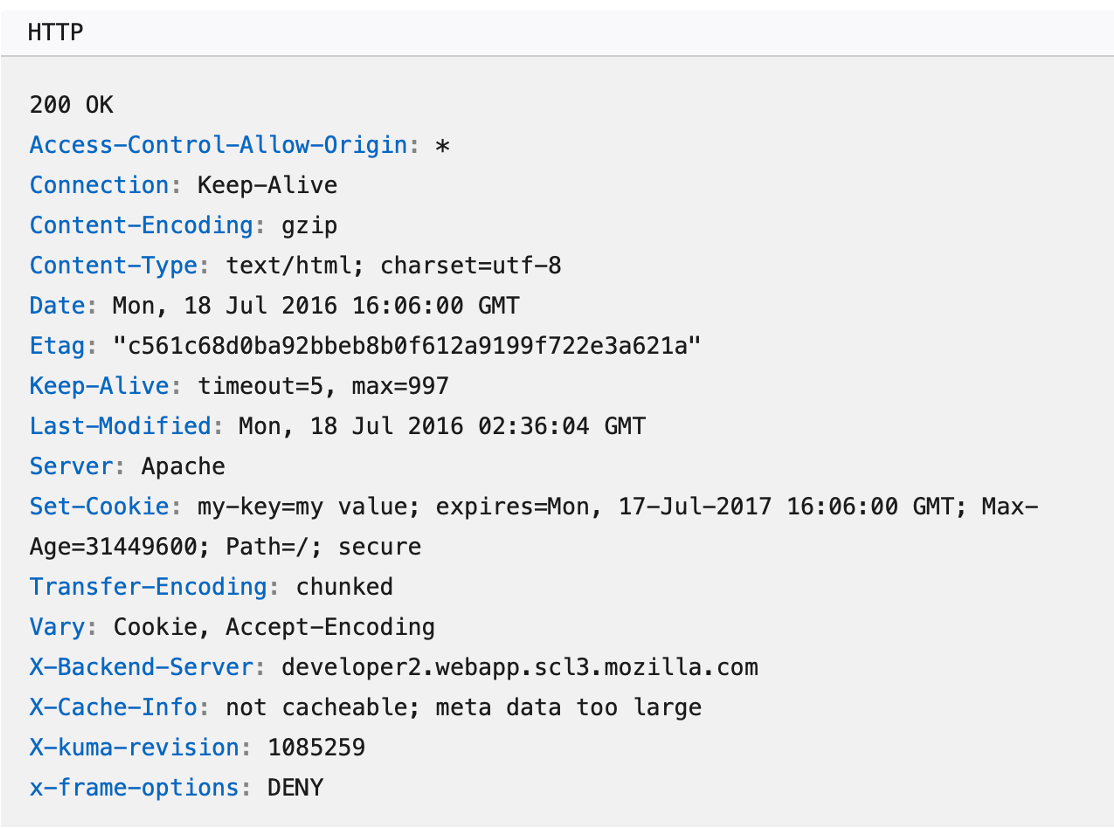 HTTP
200 OK
Access-Control-Allow-Origin: *
Connection: Keep-Alive
Content-Encoding: gzip
Content-Type: text/html; charset=utf-8
Date: Mon, 18 Jul 2016 16:06:00 GMT
Etag: "c561c68d0ba92bbeb8b0f612a9199f722e3a621a"
Keep-Alive: timeout=5, max=997
Last-Modified: Mon, 18 Jul 2016 02:36:04 GMT
Server: Apache
Set-Cookie: my-key=my value; expires=Mon, 17-Jul-2017 16:06:00 GMT; Max-
Age=31449600; Path=/; secure
Transfer-Encoding: chunked
Vary: Cookie, Accept-Encoding
X-Backend-Server: developer2.webapp.scl3.mozilla.com
X-Cache-Info: not cacheable; meta data too large
X-kuma-revision: 1085259
x-frame-options: DENY